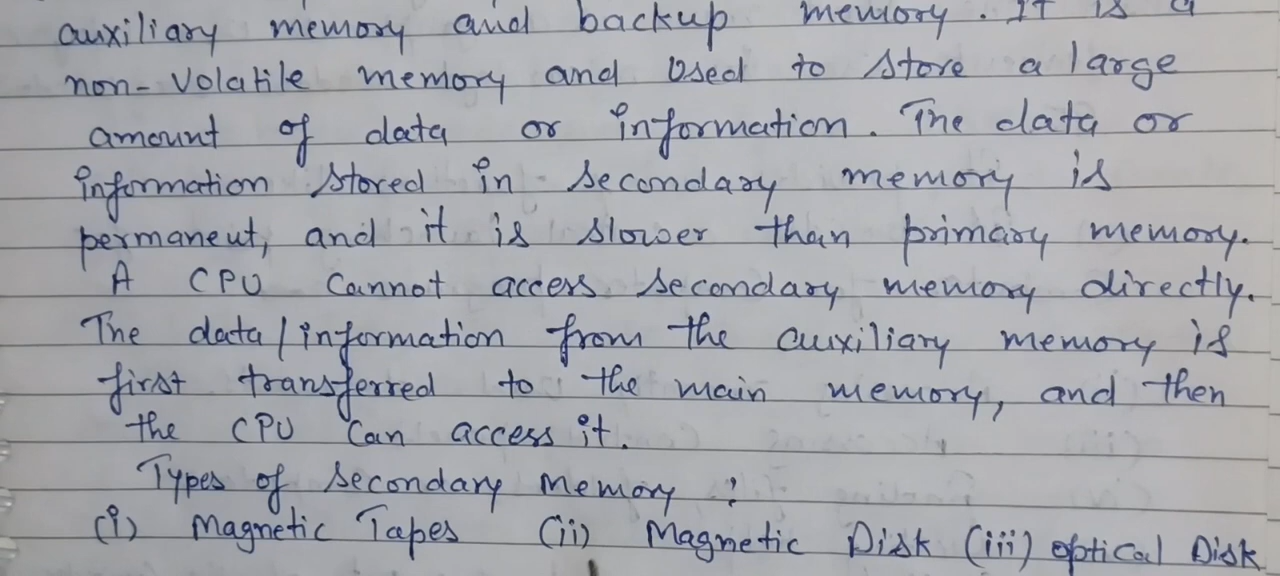 auxiliary memory and backup memory. It is a
non-volatile memory and used to store a large
amount of data or information. The data or
information stored in secondary memory is
permanent, and it is slower than primary memory.
A CPU cannot access secondary memory directly.
The data/information from the auxiliary memory is
first transferred to the main memory, and then
the CPU can access it.
Types of secondary memory :
(i) Magnetic Tapes (ii) Magnetic Disk (iii) optical Disk